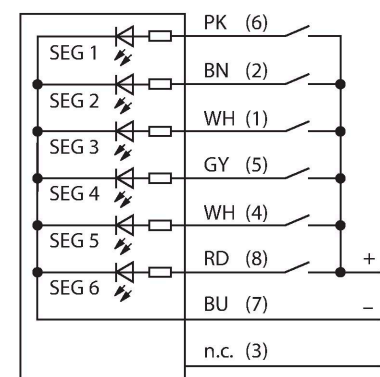 PK (6)
SEG 1
BN (2)
SEG 2
WH (1)
SEG 3
GY (5)
SEG 4
WH (4)
SEG 5
RD (8)
+
SEG 6
BU (7)
–
n.c. (3)